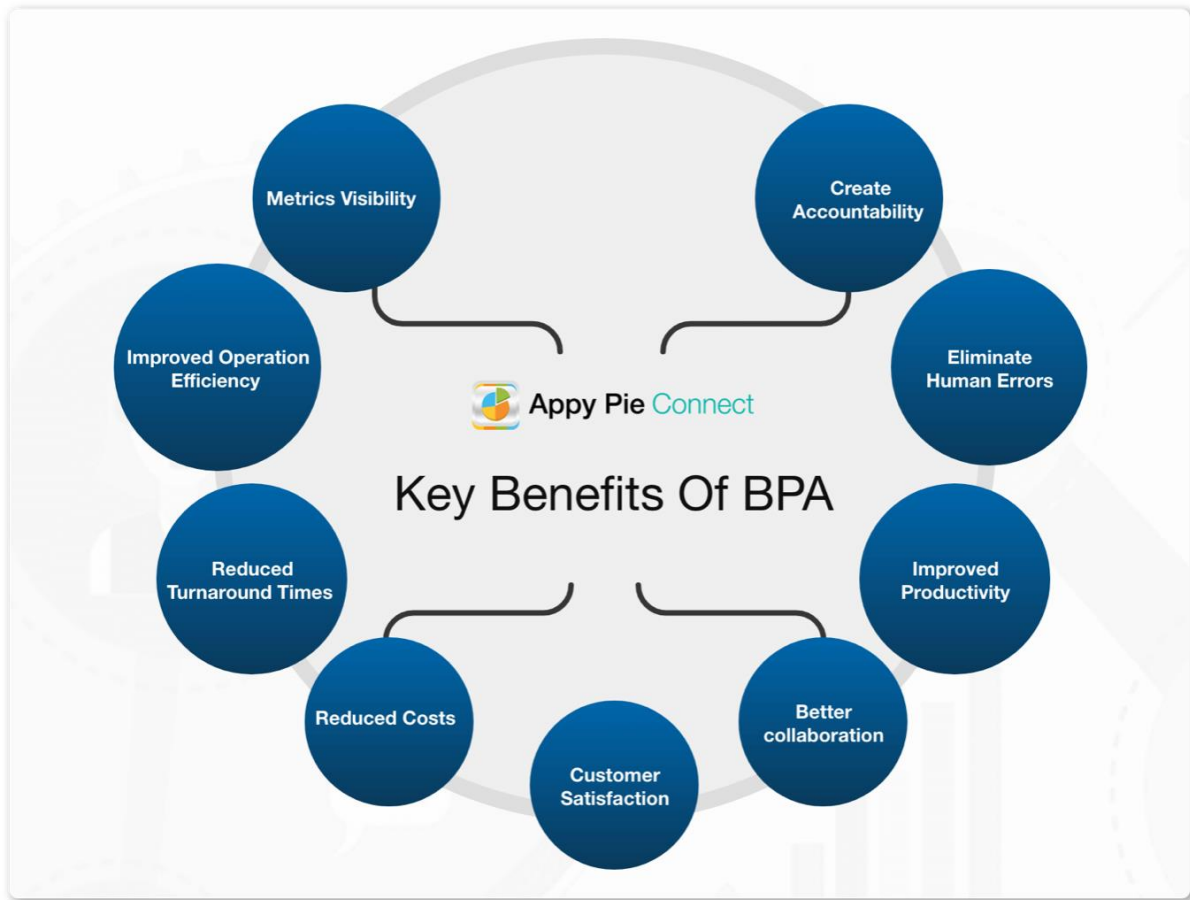 Metrics Visibility
Create
Accountability
Improved Operation
Efficiency
Eliminate
Human Errors
Appy Pie Connect
Key Benefits Of BPA
Reduced
Turnaround Times
Improved
Productivity
Reduced Costs
Better
collaboration
Customer
Satisfaction